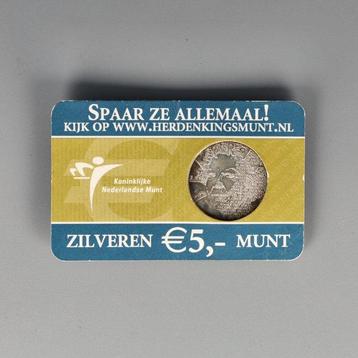 SPAAR ZE ALLEMAAL!
KIJK OP WWW.HERDENKINGSMUNT.NL
Koninklijke
Nederlandse Munt
ZILVEREN €5,- MUNT